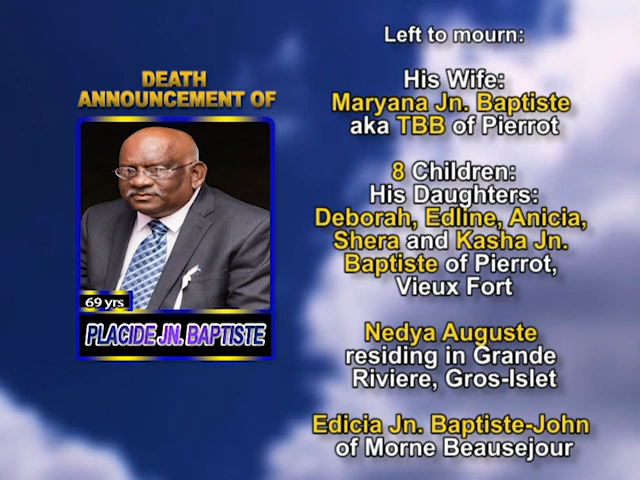 DEATH
ANNOUNCEMENT OF
69 yrs
PLACIDE JN. BAPTISTE
Left to mourn:
His Wife:
Maryana Jn. Baptiste
aka TBB of Pierrot
8 Children:
His Daughters:
Deborah, Edline, Anicia,
Shera and Kasha Jn.
Baptiste of Pierrot,
Vieux Fort
Nedya Auguste
residing in Grande
Riviere, Gros-Islet
Edicia Jn. Baptiste-John
of Morne Beausejour